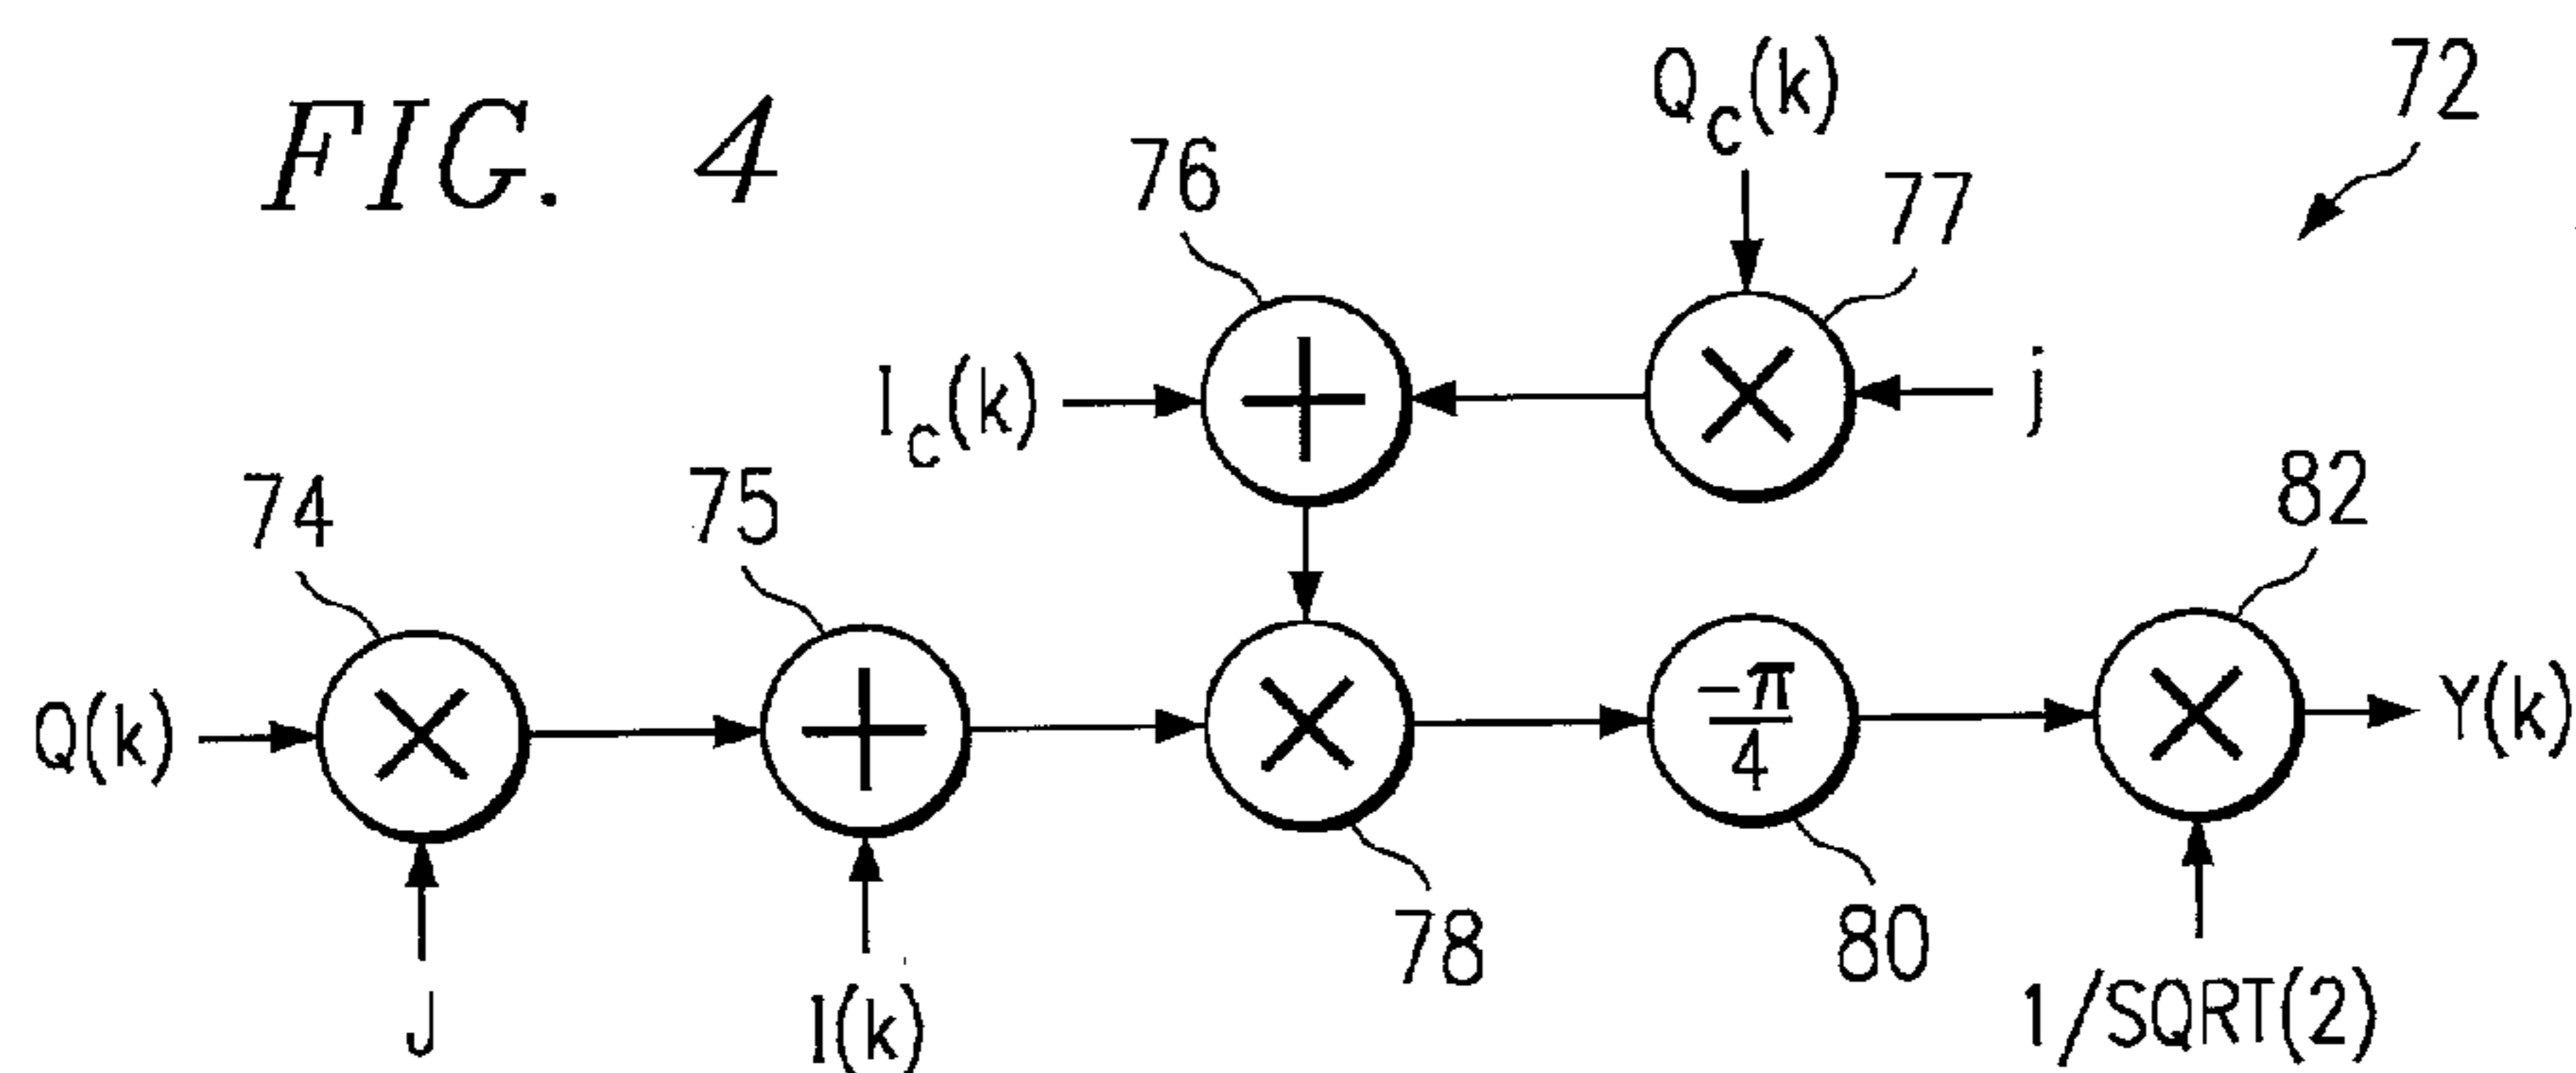 FIG. 4
Q_c(k)
72
76
77
I_c(k)
+
×
j
74
75
82
Q(k)
×
+
×
-π/4
×
Y(k)
78
80
J
I(k)
1/SQRT(2)